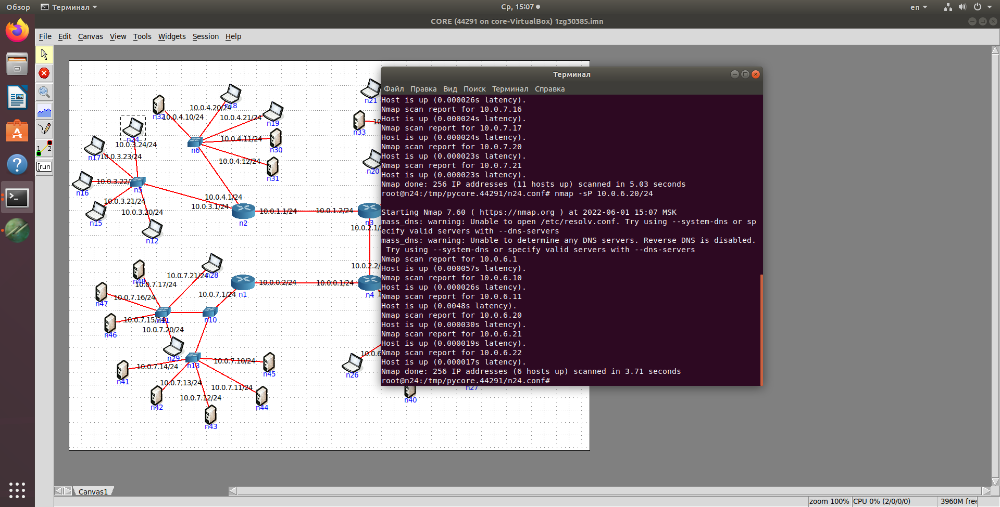 Обзор
Терминал
Ср, 15:07
en
CORE (44291 on core-VirtualBox) 1zg30385.imn
File Edit Canvas View Tools Widgets Session Help
run
Терминал
Файл Правка Вид Поиск Терминал Справка
Host is up (0.000026s latency).
Nmap scan report for 10.0.7.16
Host is up (0.000024s latency).
Nmap scan report for 10.0.7.17
Host is up (0.000024s latency).
Nmap scan report for 10.0.7.20
Host is up (0.000023s latency).
Nmap scan report for 10.0.7.21
Host is up (0.000023s latency).
Nmap done: 256 IP addresses (11 hosts up) scanned in 5.03 seconds
root@n24:/tmp/pycore.44291/n24.conf# nmap -sP 10.0.6.20/24
Starting Nmap 7.60 ( https://nmap.org ) at 2022-06-01 15:07 MSK
mass_dns: warning: Unable to open /etc/resolv.conf. Try using --system-dns or sp
ecify valid servers with --dns-servers
mass_dns: warning: Unable to determine any DNS servers. Reverse DNS is disabled.
Try using --system-dns or specify valid servers with --dns-servers
Nmap scan report for 10.0.6.1
Host is up (0.000057s latency).
Nmap scan report for 10.0.6.10
Host is up (0.000026s latency).
Nmap scan report for 10.0.6.11
Host is up (0.0048s latency).
Nmap scan report for 10.0.6.20
Host is up (0.000030s latency).
Nmap scan report for 10.0.6.21
Host is up (0.000019s latency).
Nmap scan report for 10.0.6.22
Host is up (0.000017s latency).
Nmap done: 256 IP addresses (6 hosts up) scanned in 3.71 seconds
root@n24:/tmp/pycore.44291/n24.conf#
n18
10.0.4.20/24
n32
10.0.4.10/24
10.0.4.21/24
n19
n21
n33
n24
10.0.3.24/24
n6
10.0.4.11/24
n30
n17
10.0.3.23/24
10.0.4.12/24
n31
n20
n16
10.0.3.22/
n5
10.0.3.21/24
10.0.4.1/24
10.0.3.1/24
10.0.3.20/24
n15
n2
10.0.1.1/24
10.0.1.2/24
n3
10.0.2.1/
n12
10.0.2.2/
n28
10.0.7.21/24
n48
10.0.7.17/24
n1
10.0.0.2/24
10.0.0.1/24
n4
10.0.7.1/24
n47
10.0.7.16/24
n11
n10
10.0.7.15/24
n46
10.0.7.20/24
n29
n13
10.0.7.10/24
n45
10.0.7.14/24
n41
10.0.7.13/24
n42
10.0.7.11/24
n44
10.0.7.12/24
n43
10.0.6
n26
n27
n40
Canvas1
zoom 100%
CPU 0% (2/0/0/0)
3960M free